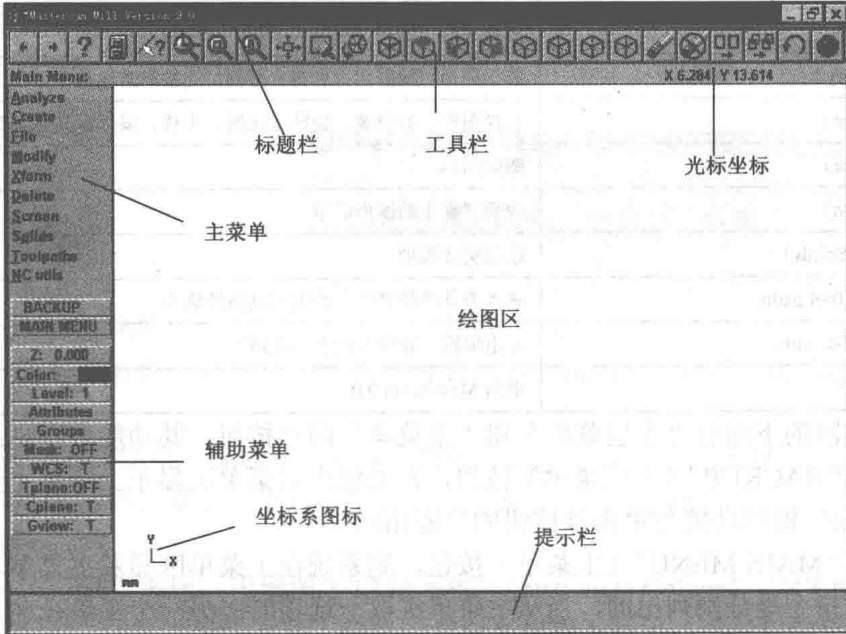 Mastercam Mill Version 9.0
Main Menu:
X 6.284 Y 13.614
Analyze
Create
File
Modify
Xform
Delete
Screen
Solids
Toolpaths
NC utils
BACKUP
MAIN MENU
Z: 0.000
Color:
Level: 1
Attributes
Groups
Mask: OFF
WCS: T
Tplane:OFF
Cplane: T
Gview: T
标题栏
工具栏
光标坐标
主菜单
绘图区
辅助菜单
坐标系图标
提示栏
Y
X
mm